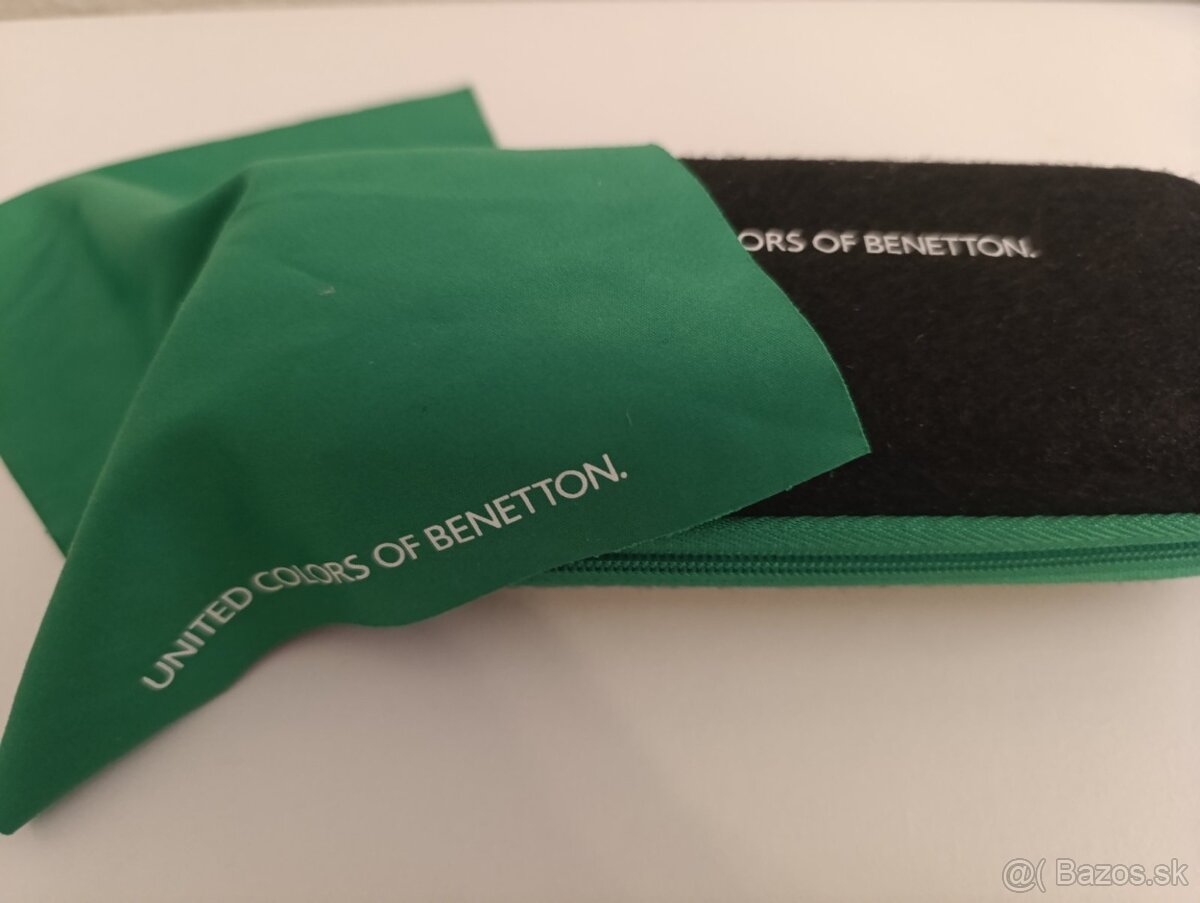 ORS OF BENETTON.
UNITED COLORS OF BENETTON.
@( Bazos.sk